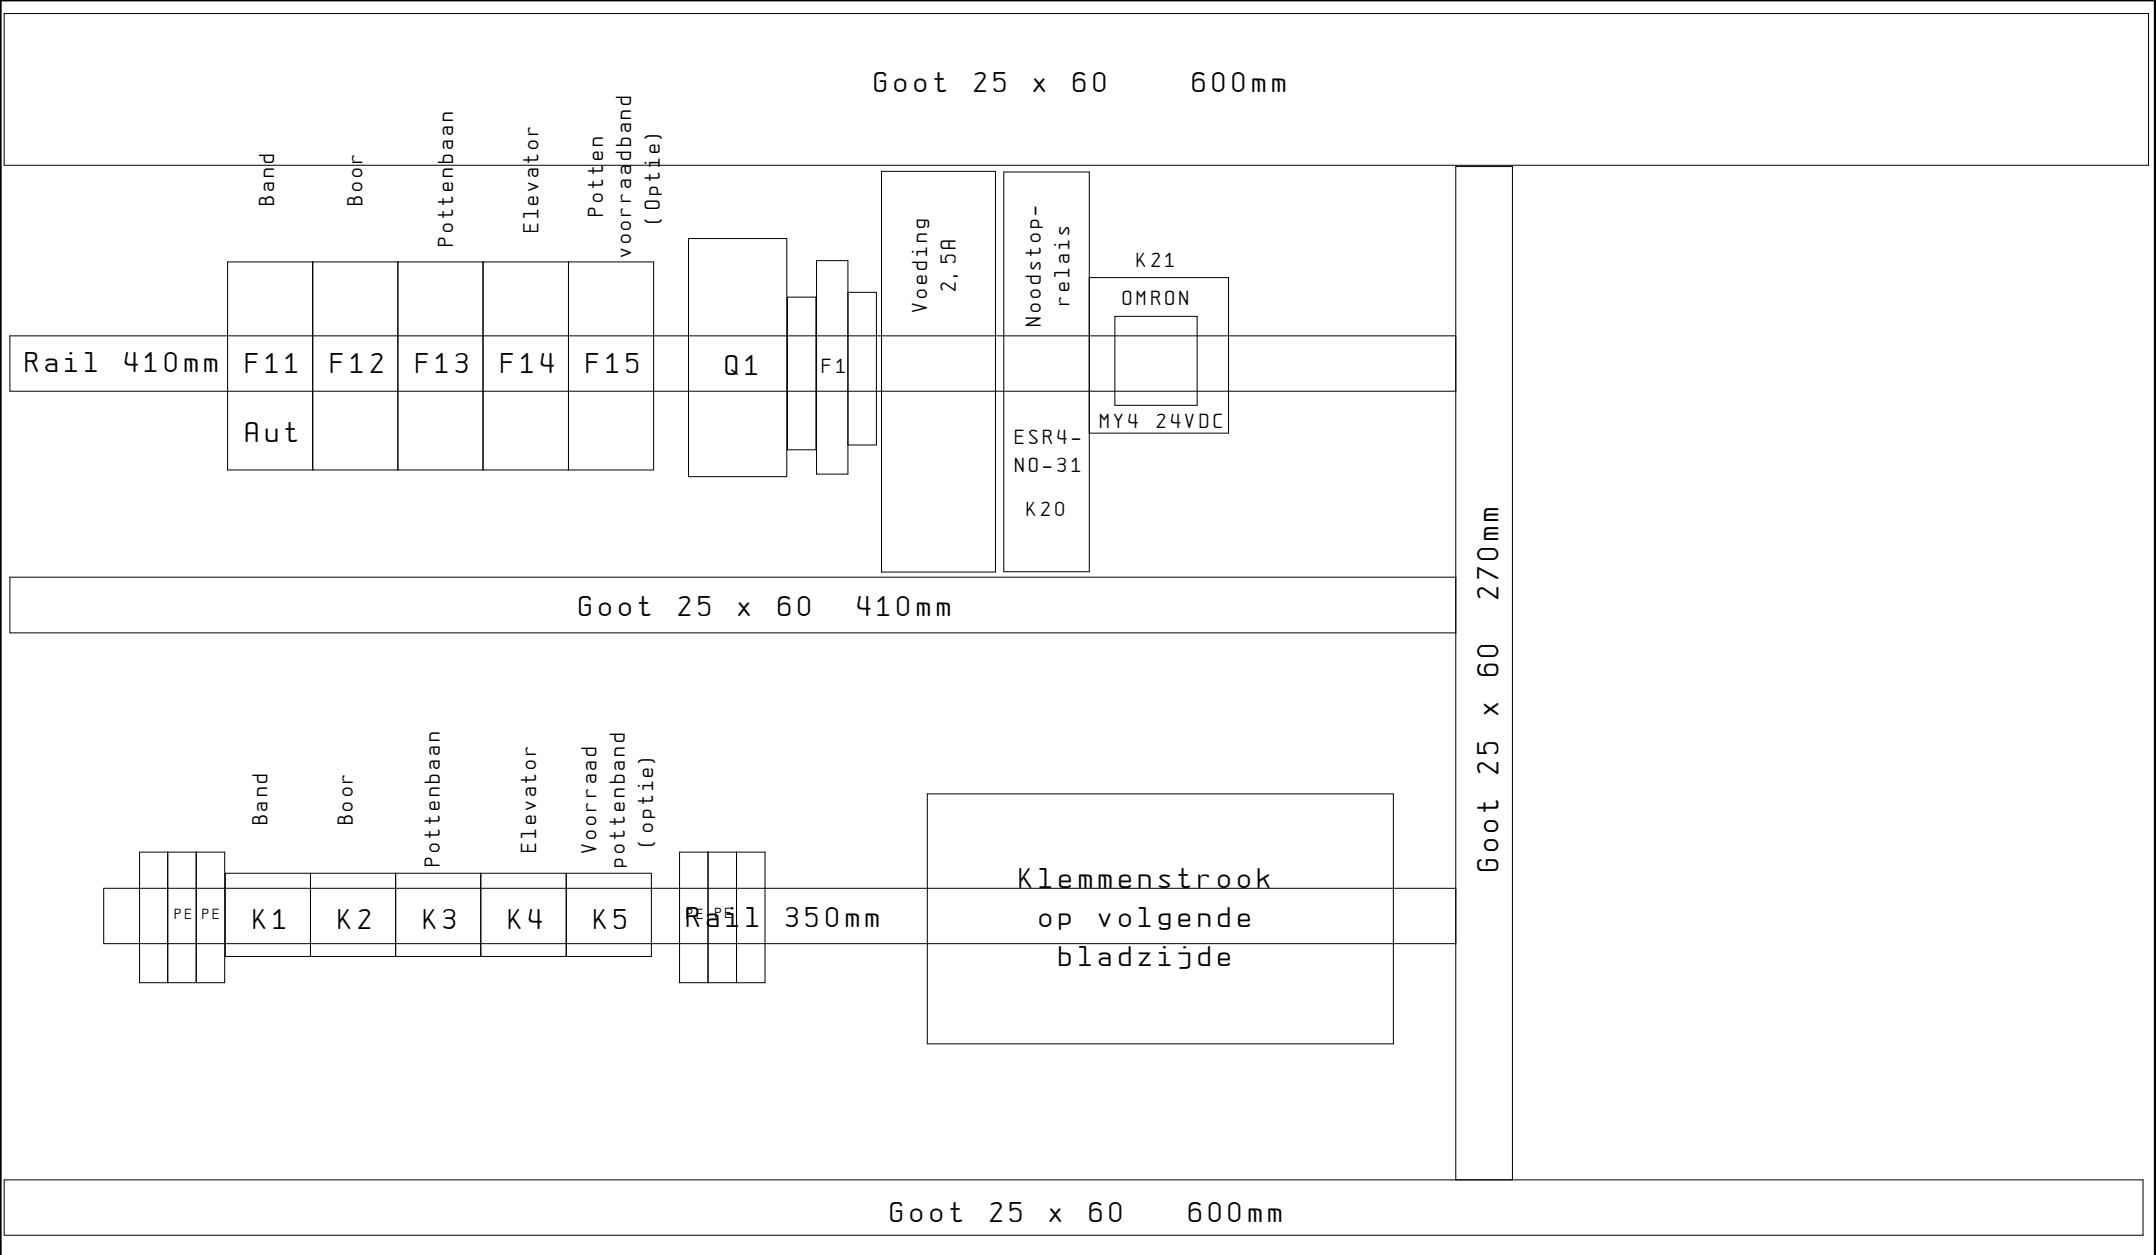 Goot 25 x 60 600mm
Band
Boor
Pottenbaan
Elevator
Potten
voorraadband
(Optie)
Voeding
2,5A
Noodstop-
relais
K21
OMRON
Rail 410mm
F11
F12
F13
F14
F15
Q1
F1
Aut
MY4 24VDC
ESR4-
NO-31
K20
Goot 25 x 60 410mm
Goot 25 x 60 270mm
Band
Boor
Pottenbaan
Elevator
Voorraad
pottenband
(optie)
PE
PE
K1
K2
K3
K4
K5
PE
PE
Rail 350mm
Klemmenstrook
op volgende
bladzijde
Goot 25 x 60 600mm